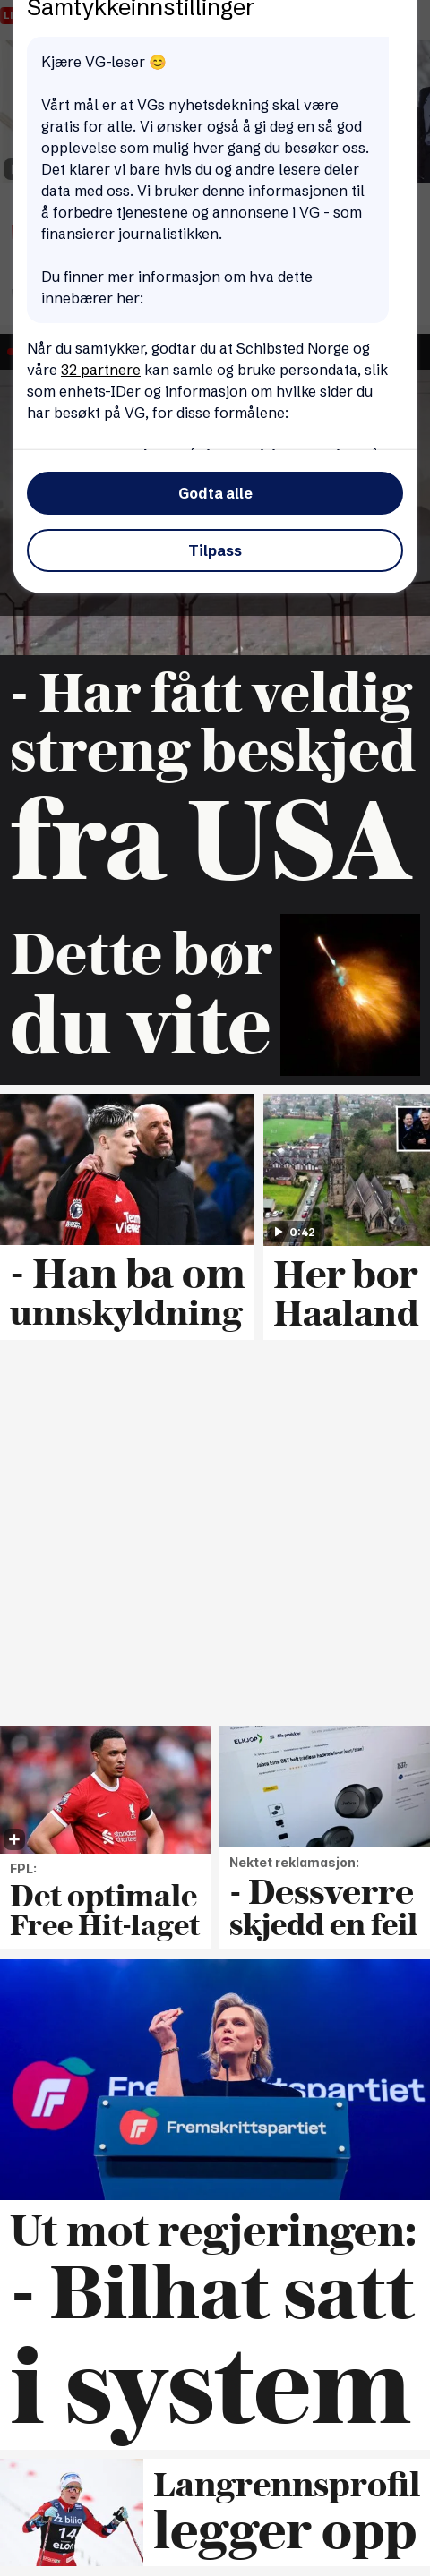 Samtykkeinnstillinger
Kjære VG-leser 😊
Vårt mål er at VGs nyhetsdekning skal være
gratis for alle. Vi ønsker også å gi deg en så god
opplevelse som mulig hver gang du besøker oss.
Det klarer vi bare hvis du og andre lesere deler
data med oss. Vi bruker denne informasjonen til
å forbedre tjenestene og annonsene i VG - som
finansierer journalistikken.
Du finner mer informasjon om hva dette
innebærer her:
Når du samtykker, godtar du at Schibsted Norge og
våre 32 partnere kan samle og bruke persondata, slik
som enhets-IDer og informasjon om hvilke sider du
har besøkt på VG, for disse formålene:
Godta alle
Tilpass
- Har fått veldig
streng beskjed
fra USA
Dette bør
du vite
TeamViewer
0:42
- Han ba om
unnskyldning
Her bor
Haaland
Standard Chartered
ELKJØP
FPL:
Det optimale
Free Hit-laget
Nektet reklamasjon:
- Dessverre
skjedd en feil
Fremskrittspartiet
Fremskrittspartiet
Ut mot regjeringen:
- Bilhat satt
i system
bilia
14
Langrennsprofil
legger opp